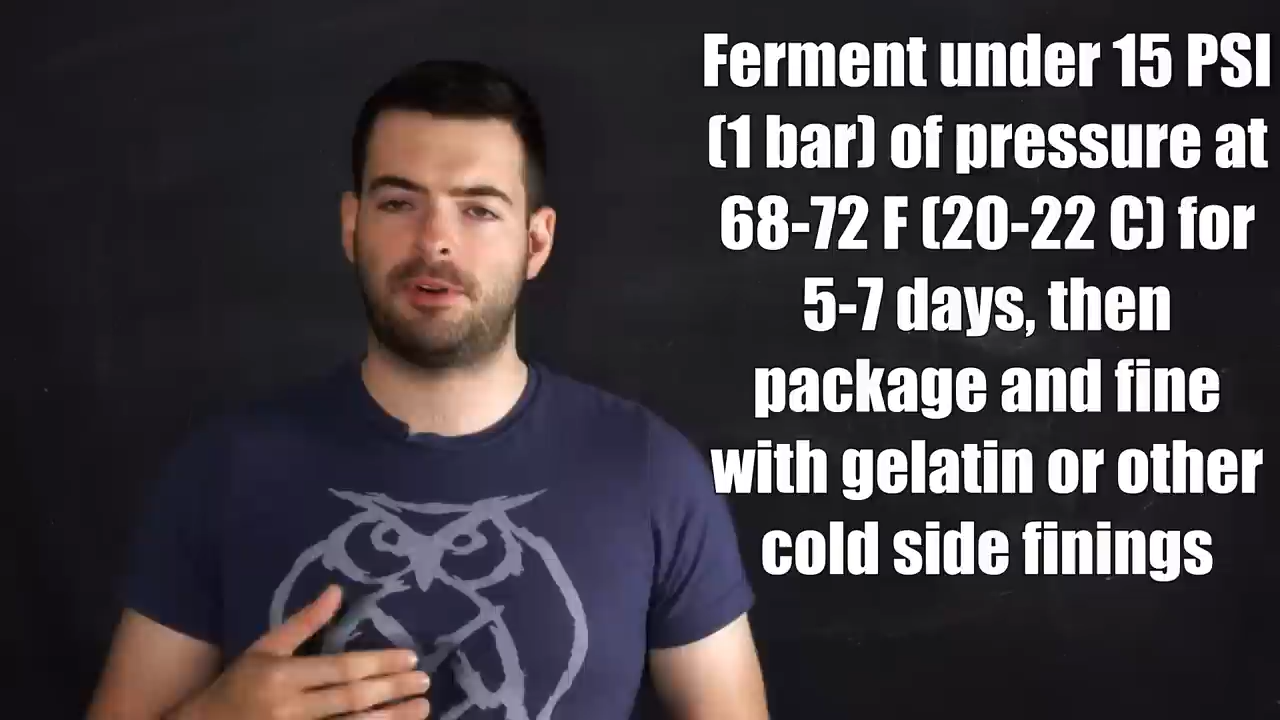 Ferment under 15 PSI
(1 bar) of pressure at
68-72 F (20-22 C) for
5-7 days, then
package and fine
with gelatin or other
cold side finings